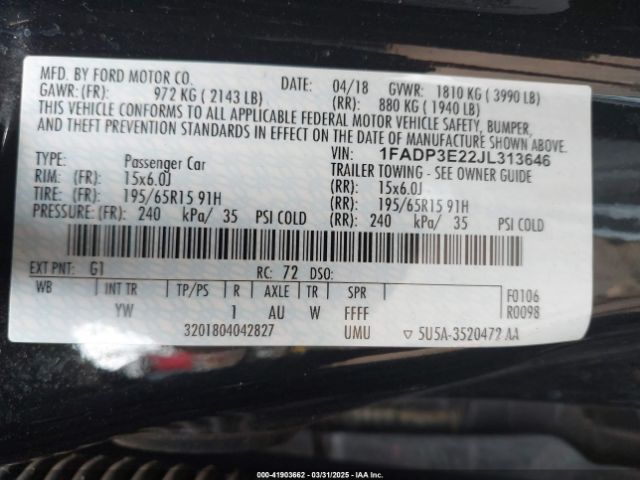 MFD. BY FORD MOTOR CO. DATE: 04/18 GVWR: 1810 KG ( 3990 LB)
GAWR: (FR): 972 KG ( 2143 LB) (RR): 880 KG ( 1940 LB)
THIS VEHICLE CONFORMS TO ALL APPLICABLE FEDERAL MOTOR VEHICLE SAFETY, BUMPER,
AND THEFT PREVENTION STANDARDS IN EFFECT ON THE DATE OF MANUFACTURE SHOWN ABOVE.
VIN: 1FADP3E22JL313646
TYPE: Passenger Car TRAILER TOWING - SEE OWNER GUIDE
RIM: (FR): 15x6.0J (RR): 15x6.0J
TIRE: (FR): 195/65R15 91H (RR): 195/65R15 91H
PRESSURE: (FR): 240 kPa/ 35 PSI COLD (RR): 240 kPa/ 35 PSI COLD
EXT PNT: G1 RC: 72 DSO:
WB INT TR TP/PS R AXLE TR SPR F0106
YW 1 AU W FFFF R0098
3201804042827 UMU ▽ 5U5A-3520472 AA
00-41903662 — 03/31/2025 — IAAI.COM